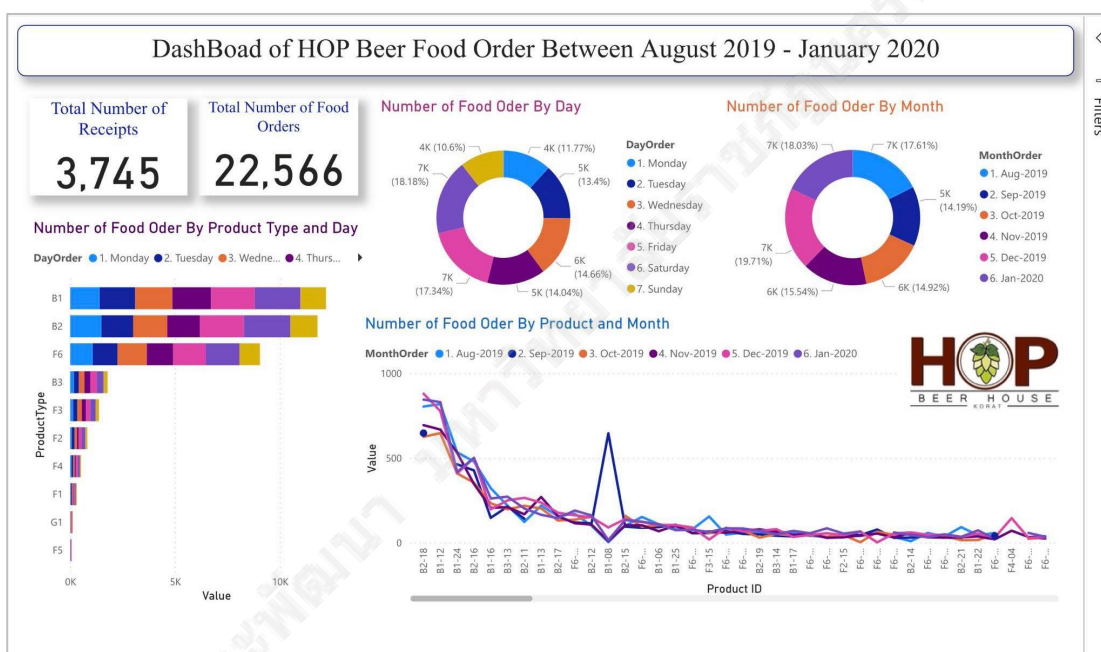 DashBoad of HOP Beer Food Order Between August 2019 - January 2020
Filters
Total Number of
Receipts
3,745
Total Number of Food
Orders
22,566
Number of Food Oder By Day
4K (10.6%)
4K (11.77%)
7K
(18.18%)
5K
(13.4%)
6K
(14.66%)
7K
(17.34%)
5K (14.04%)
DayOrder
1. Monday
2. Tuesday
3. Wednesday
4. Thursday
5. Friday
6. Saturday
7. Sunday
Number of Food Oder By Month
7K (18.03%)
7K (17.61%)
5K
(14.19%)
7K
(19.71%)
6K (15.54%)
6K (14.92%)
MonthOrder
1. Aug-2019
2. Sep-2019
3. Oct-2019
4. Nov-2019
5. Dec-2019
6. Jan-2020
Number of Food Oder By Product Type and Day
DayOrder 1. Monday 2. Tuesday 3. Wedne... 4. Thurs...
ProductType
B1
B2
F6
B3
F3
F2
F4
F1
G1
F5
0K 5K 10K
Value
Number of Food Oder By Product and Month
MonthOrder 1. Aug-2019 2. Sep-2019 3. Oct-2019 4. Nov-2019 5. Dec-2019 6. Jan-2020
HOP
BEER HOUSE
KORAT
Value
1000
500
0
B2-18
B1-12
B1-24
B2-16
B1-16
B3-13
B2-11
B1-13
B2-17
F6-...
B2-12
B1-08
B2-15
F6-...
B1-06
B1-25
F6-...
F3-15
F6-...
F6-...
B2-19
B3-14
B1-17
F6-...
F6-...
F2-15
F6-...
F6-...
F6-...
B2-14
F6-...
F6-...
B2-21
B1-22
F6-...
F4-04
F6-...
F6-...
Product ID